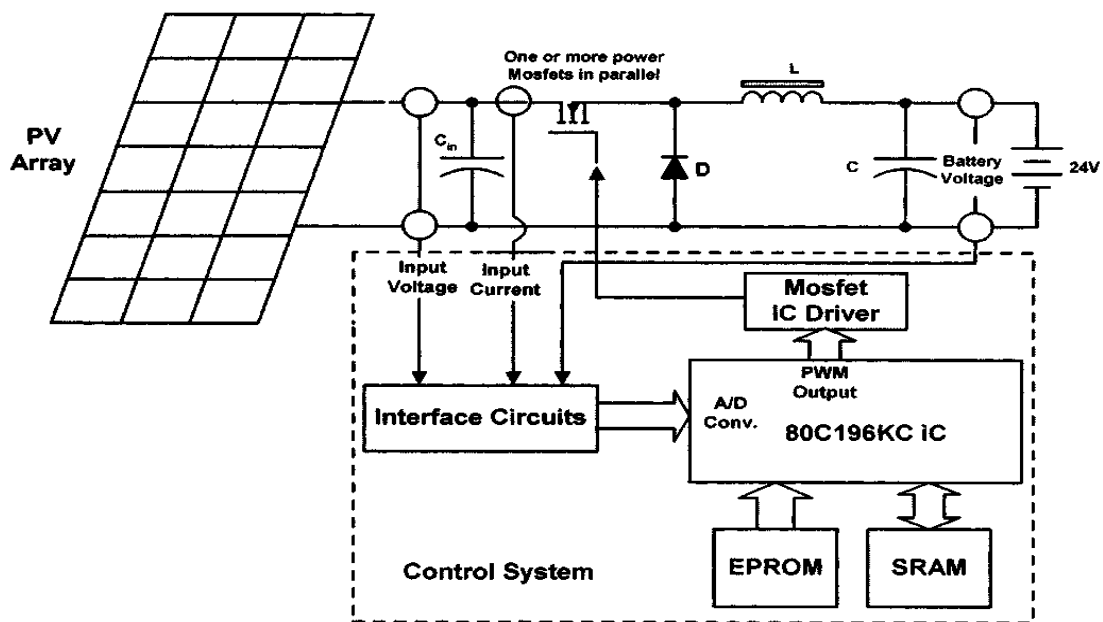 One or more power
Mosfets in parallel
L
PV
Array
C_in
D
C
Battery
Voltage
24V
Input
Voltage
Input
Current
Mosfet
IC Driver
PWM
Output
Interface Circuits
A/D
Conv.
80C196KC iC
Control System
EPROM
SRAM